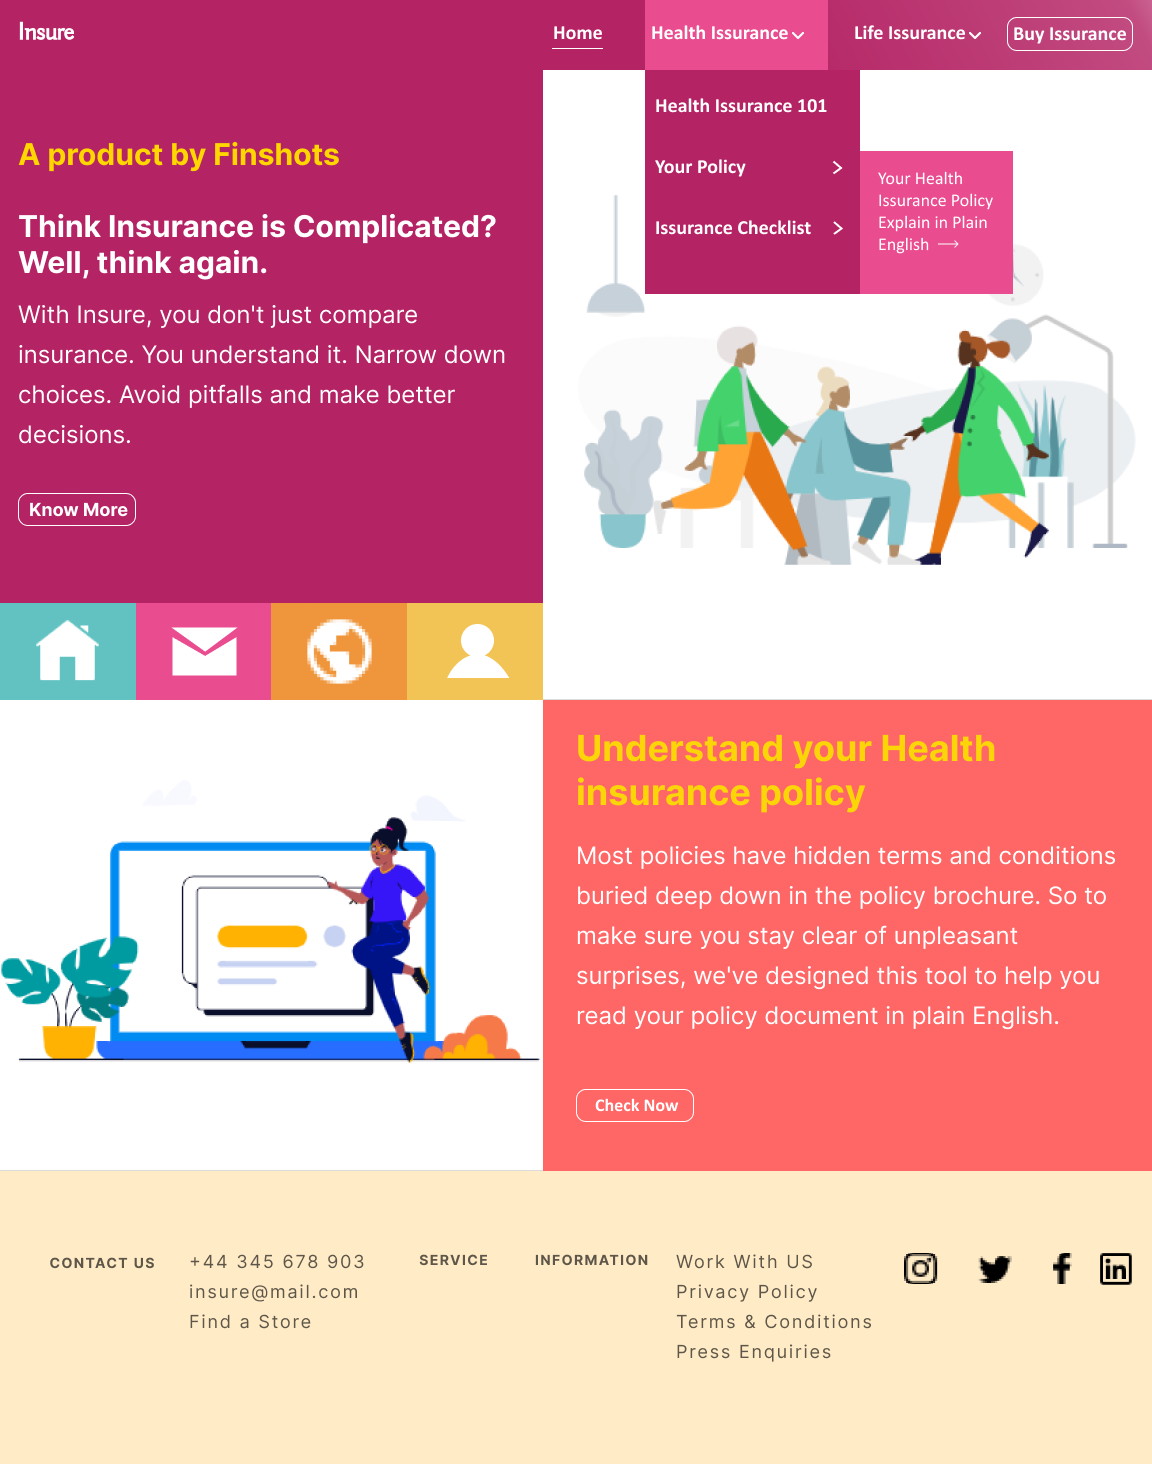 Insure
Home
Health Issurance
Life Issurance
Buy Issurance
Health Issurance 101
Your Policy
Issurance Checklist
Your Health
Issurance Policy
Explain in Plain
English
A product by Finshots
Think Insurance is Complicated?
Well, think again.
With Insure, you don't just compare
insurance. You understand it. Narrow down
choices. Avoid pitfalls and make better
decisions.
Know More
Understand your Health
insurance policy
Most policies have hidden terms and conditions
buried deep down in the policy brochure. So to
make sure you stay clear of unpleasant
surprises, we've designed this tool to help you
read your policy document in plain English.
Check Now
CONTACT US
+44 345 678 903
insure@mail.com
Find a Store
SERVICE
INFORMATION
Work With US
Privacy Policy
Terms & Conditions
Press Enquiries